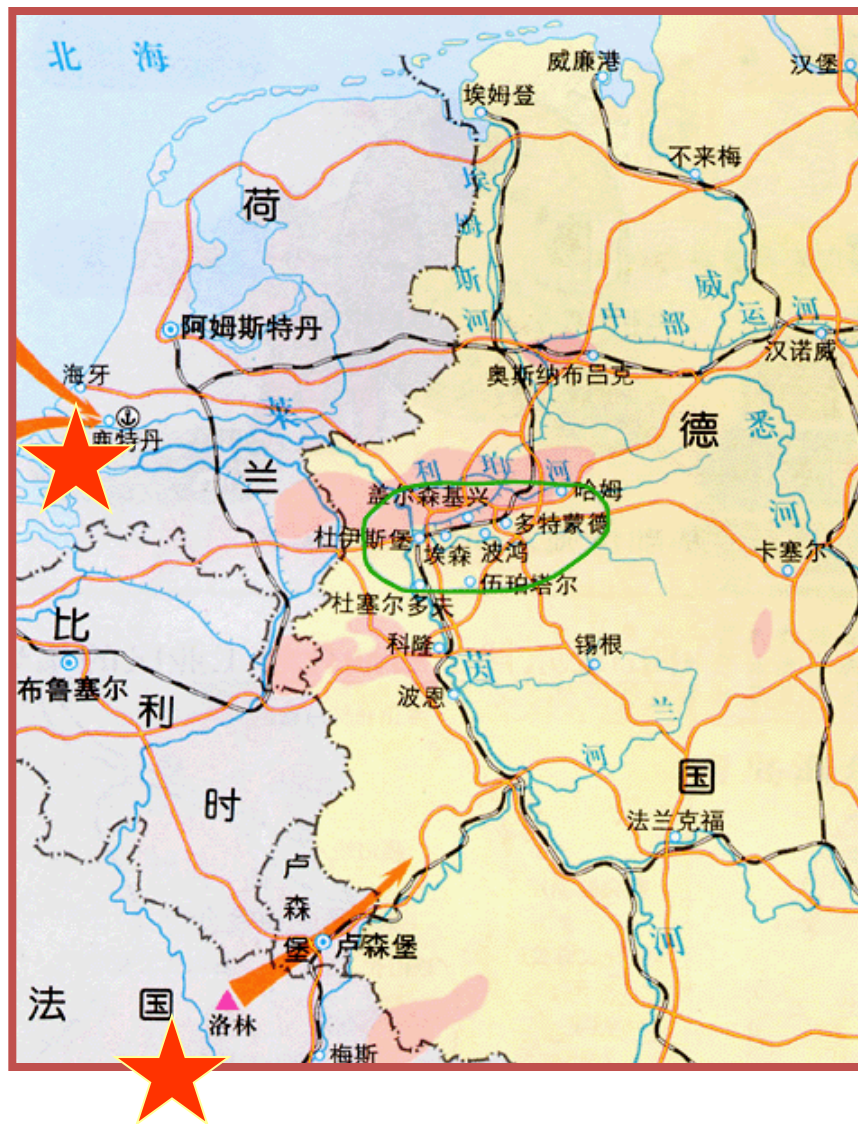 北海
威廉港
汉堡
埃姆登
不来梅
荷
埃姆斯河
威
悉
河
中部
运河
阿姆斯特丹
汉诺威
海牙
奥斯纳布吕克
鹿特丹
莱
德
兰
利珀河
哈姆
盖尔森基兴
多特蒙德
杜伊斯堡
埃森
波鸿
卡塞尔
伍珀塔尔
杜塞尔多夫
比
科隆
锡根
茵
布鲁塞尔
利
波恩
兰
河
国
时
法兰克福
卢森堡
卢森堡
河
法
国
洛林
梅斯